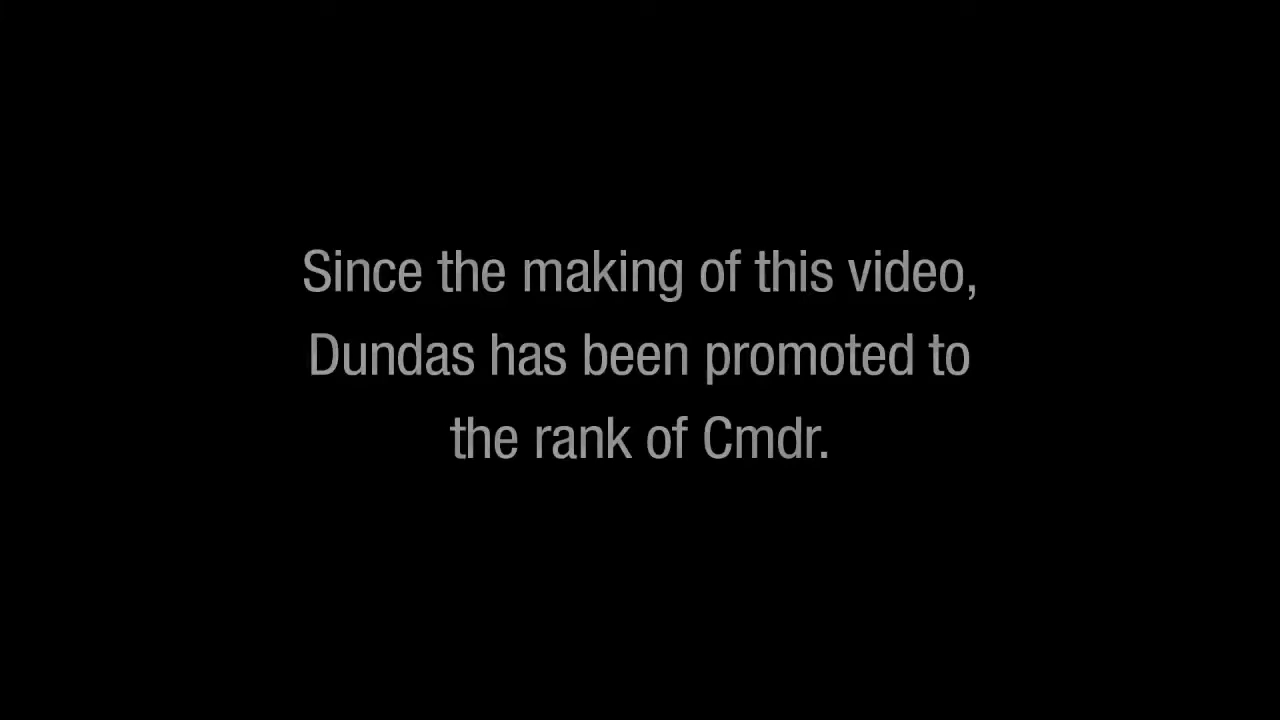 Since the making of this video,
Dundas has been promoted to
the rank of Cmdr.